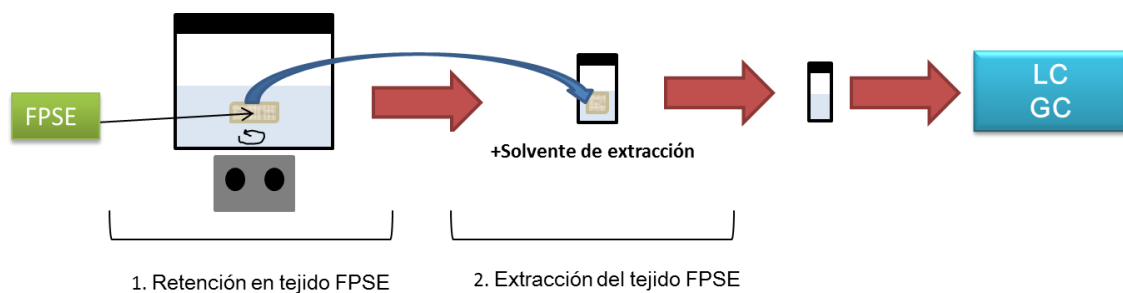 FPSE
+Solvente de extracción
LC
GC
1. Retención en tejido FPSE
2. Extracción del tejido FPSE